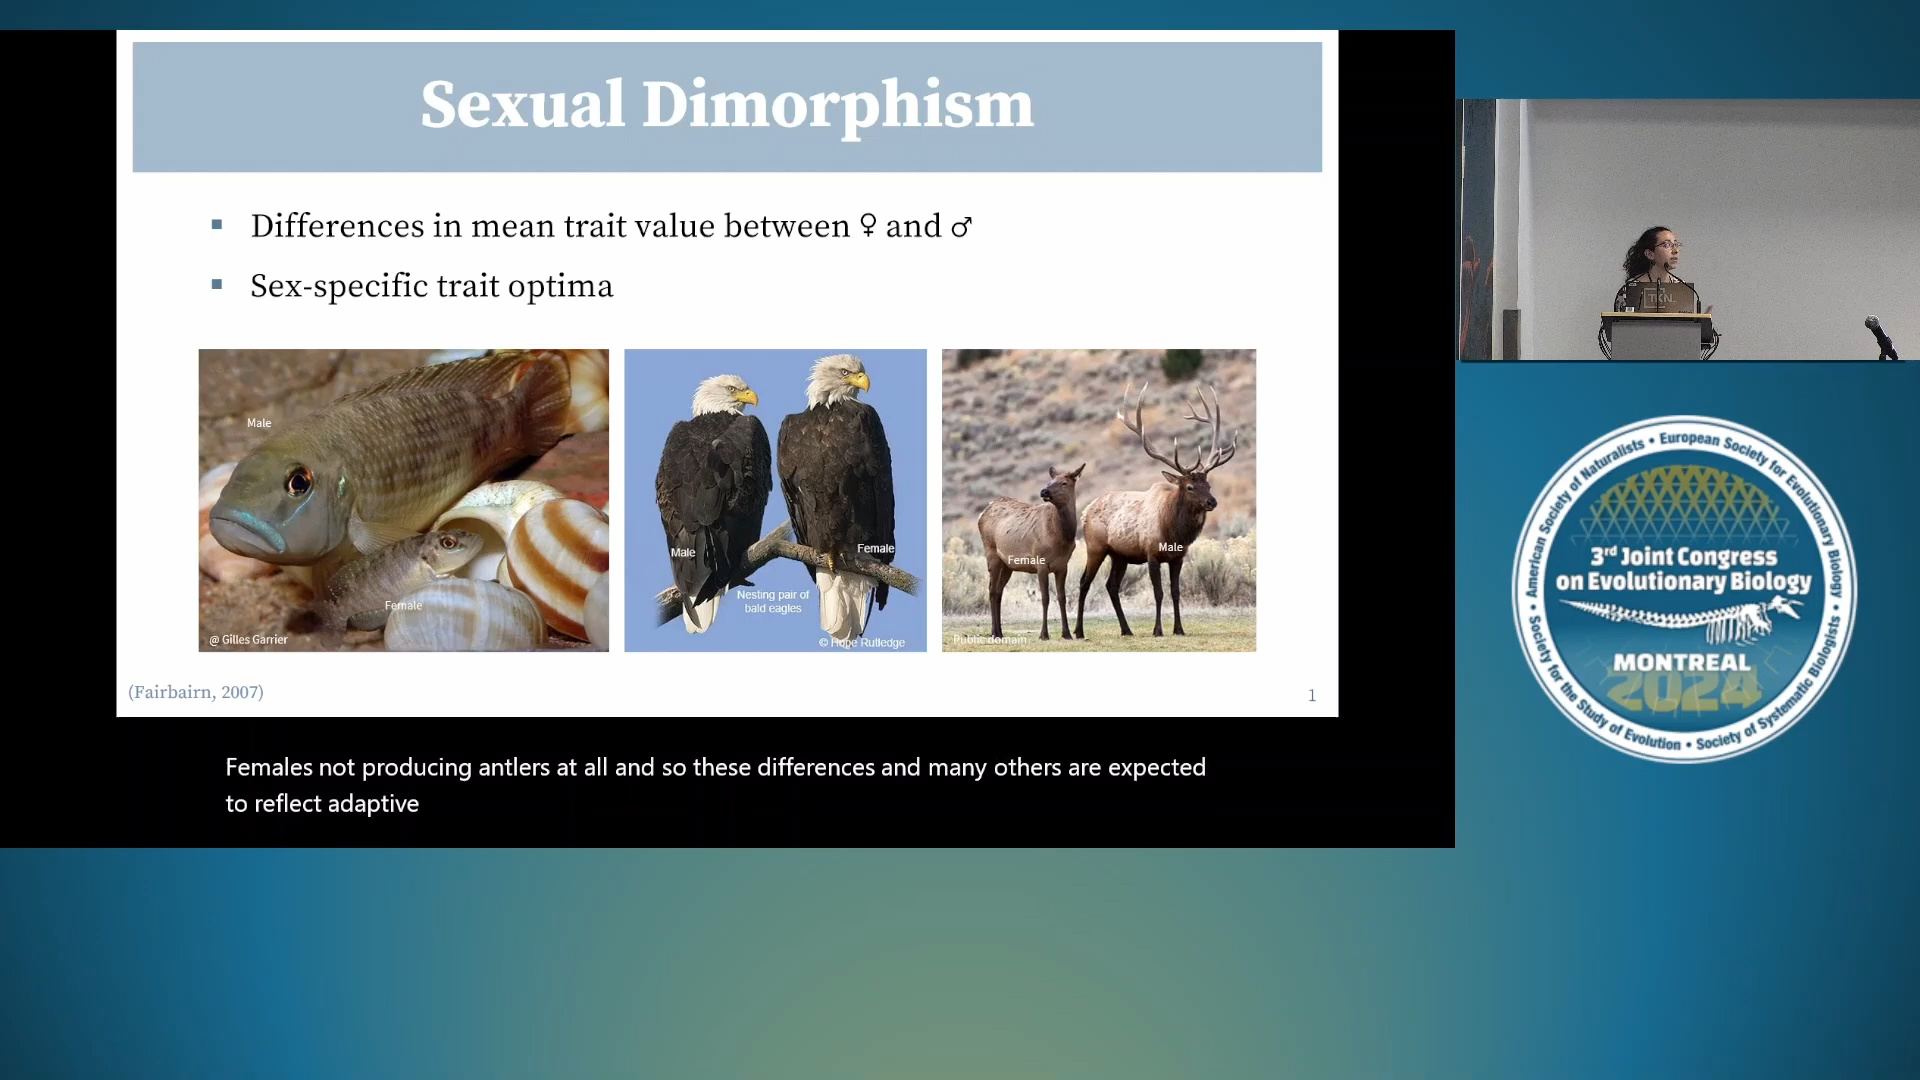 Sexual Dimorphism
▪ Differences in mean trait value between ♀ and ♂
▪ Sex-specific trait optima
Male
Female
@ Gilles Garrier
Male
Female
Nesting pair of
bald eagles
© Hope Rutledge
Female
Male
Public domain
(Fairbairn, 2007)
1
Females not producing antlers at all and so these differences and many others are expected
to reflect adaptive
American Society of Naturalists • European Society for Evolutionary Biology •
Society for the Study of Evolution • Society of Systematic Biologists •
3rd Joint Congress
on Evolutionary Biology
MONTREAL
2024